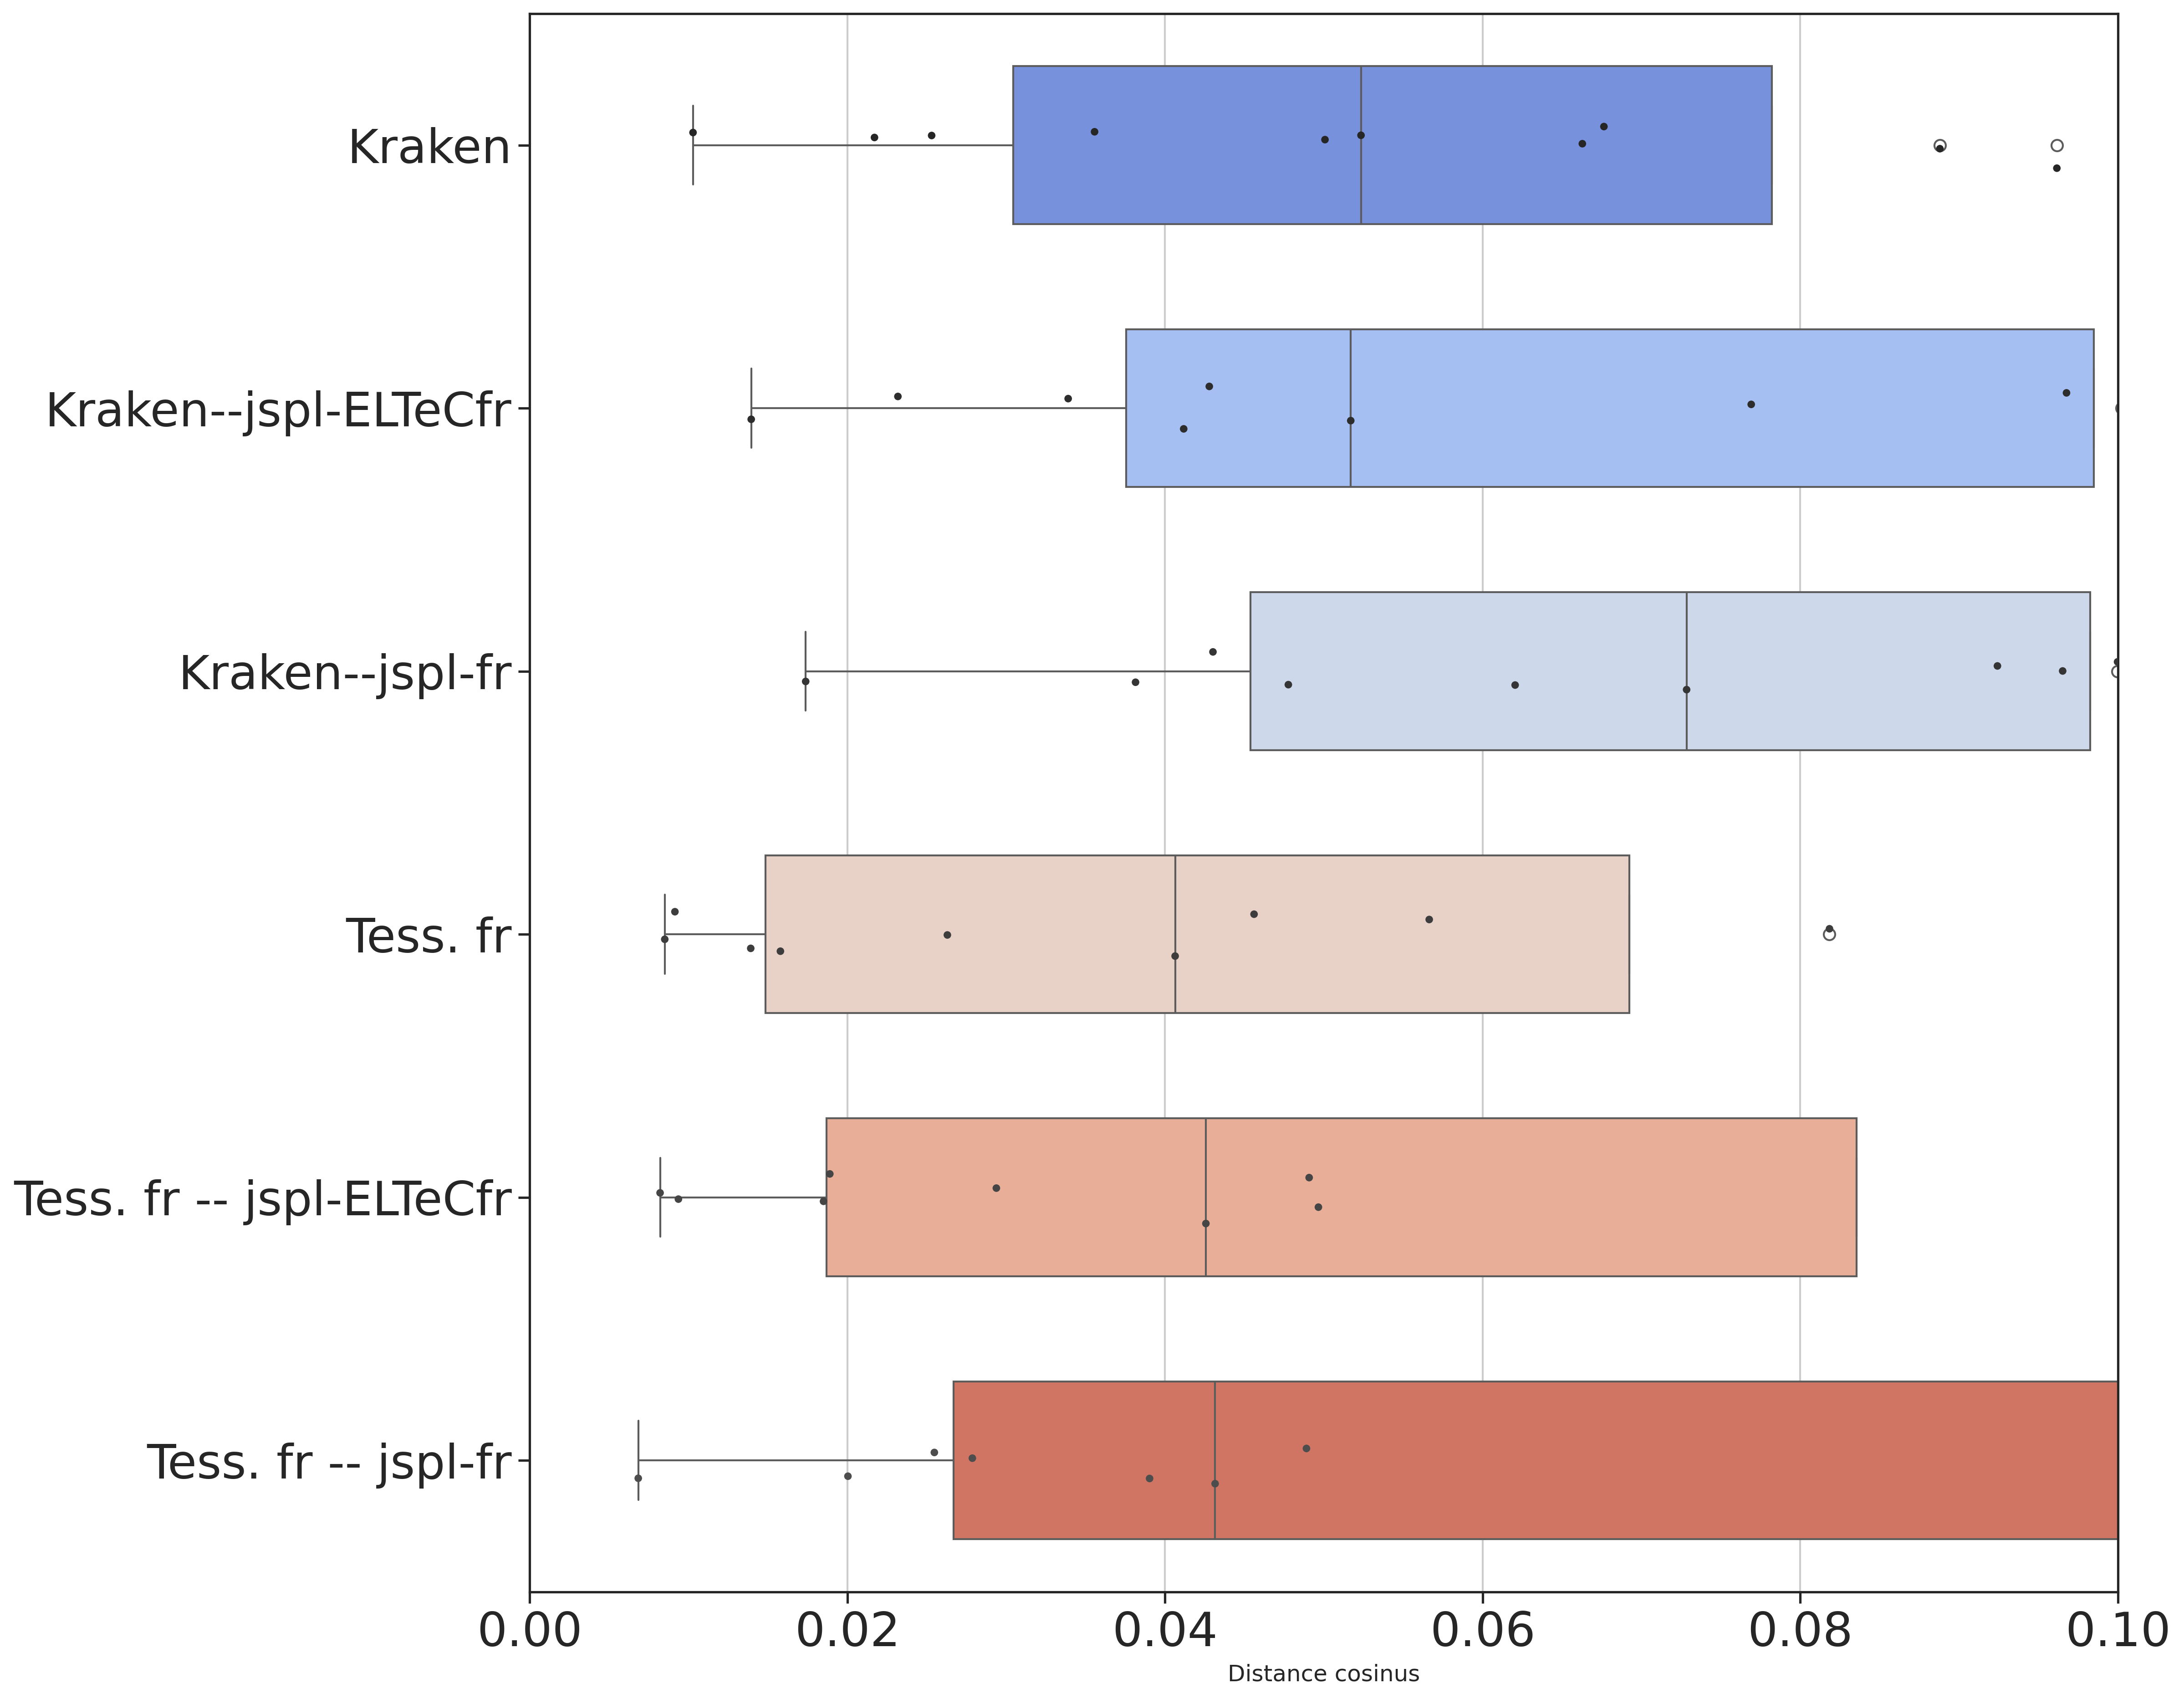 Kraken
Kraken--jspl-ELTeCfr
Kraken--jspl-fr
Tess. fr
Tess. fr -- jspl-ELTeCfr
Tess. fr -- jspl-fr
0.00 0.02 0.04 0.06 0.08 0.10
Distance cosinus